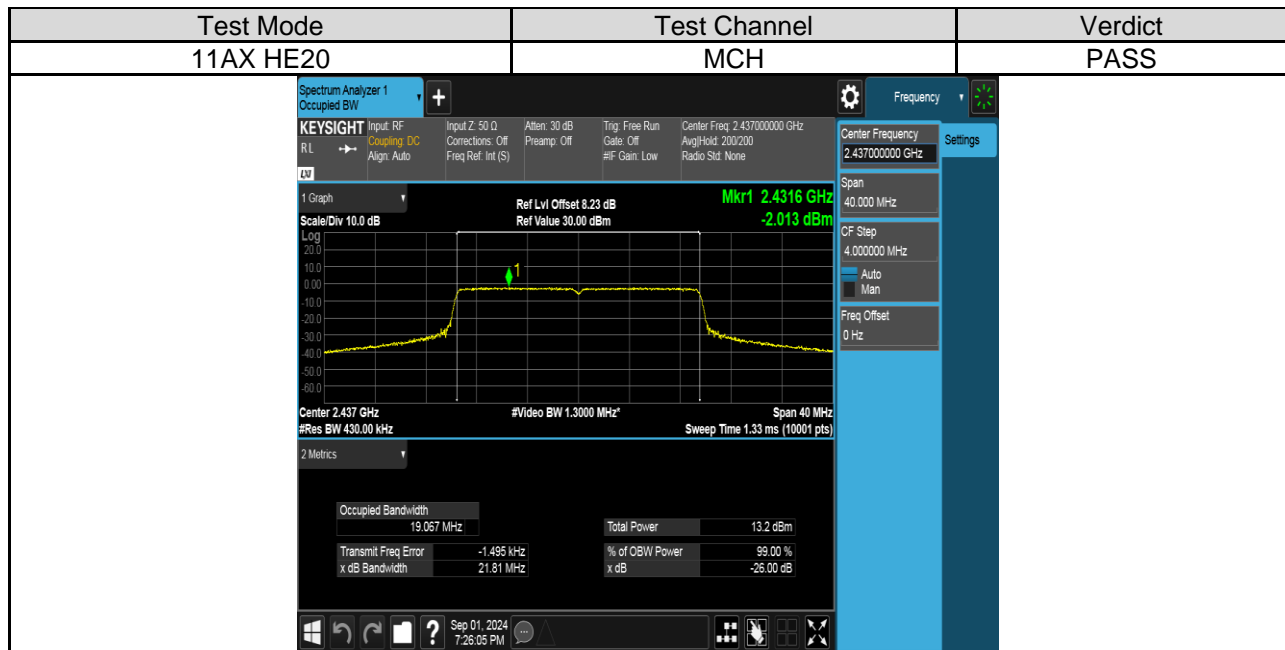 Test Mode Test Channel Verdict
11AX HE20 MCH PASS
Spectrum Analyzer 1
Occupied BW
+
Frequency
KEYSIGHT Input: RF Input Z: 50 Ω Atten: 30 dB Trig: Free Run Center Freq: 2.437000000 GHz
RL Coupling: DC Corrections: Off Preamp: Off Gate: Off Avg|Hold: 200/200
Align: Auto Freq Ref: Int (S) #IF Gain: Low Radio Std: None
LXI
Center Frequency
2.437000000 GHz
Settings
Span
40.000 MHz
CF Step
4.000000 MHz
Auto
Man
Freq Offset
0 Hz
1 Graph
Ref Lvl Offset 8.23 dB
Mkr1 2.4316 GHz
Scale/Div 10.0 dB
Ref Value 30.00 dBm
-2.013 dBm
Log
20.0
10.0
0.00
-10.0
-20.0
-30.0
-40.0
-50.0
-60.0
1
Center 2.437 GHz #Video BW 1.3000 MHz* Span 40 MHz
#Res BW 430.00 kHz Sweep Time 1.33 ms (10001 pts)
2 Metrics
Occupied Bandwidth
19.067 MHz
Total Power 13.2 dBm
Transmit Freq Error -1.495 kHz % of OBW Power 99.00 %
x dB Bandwidth 21.81 MHz x dB -26.00 dB
?
Sep 01, 2024
7:26:05 PM